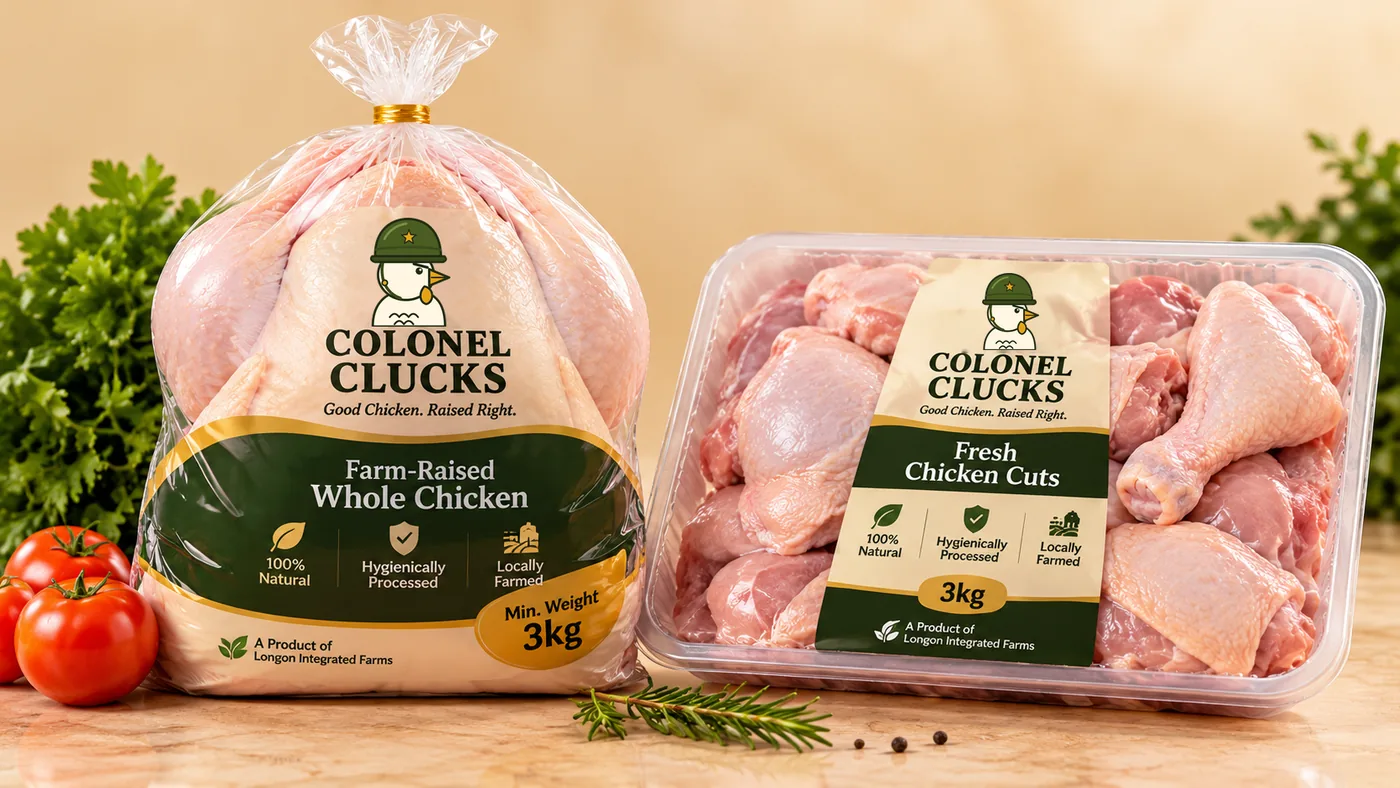 COLONEL
CLUCKS
Good Chicken. Raised Right.
Farm-Raised
Whole Chicken
100%
Natural
Hygienically
Processed
Locally
Farmed
Min. Weight
3kg
A Product of
Longon Integrated Farms
COLONEL
CLUCKS
Good Chicken. Raised Right.
Fresh
Chicken Cuts
100%
Natural
Hygienically
Processed
Locally
Farmed
3kg
A Product of
Longon Integrated Farms